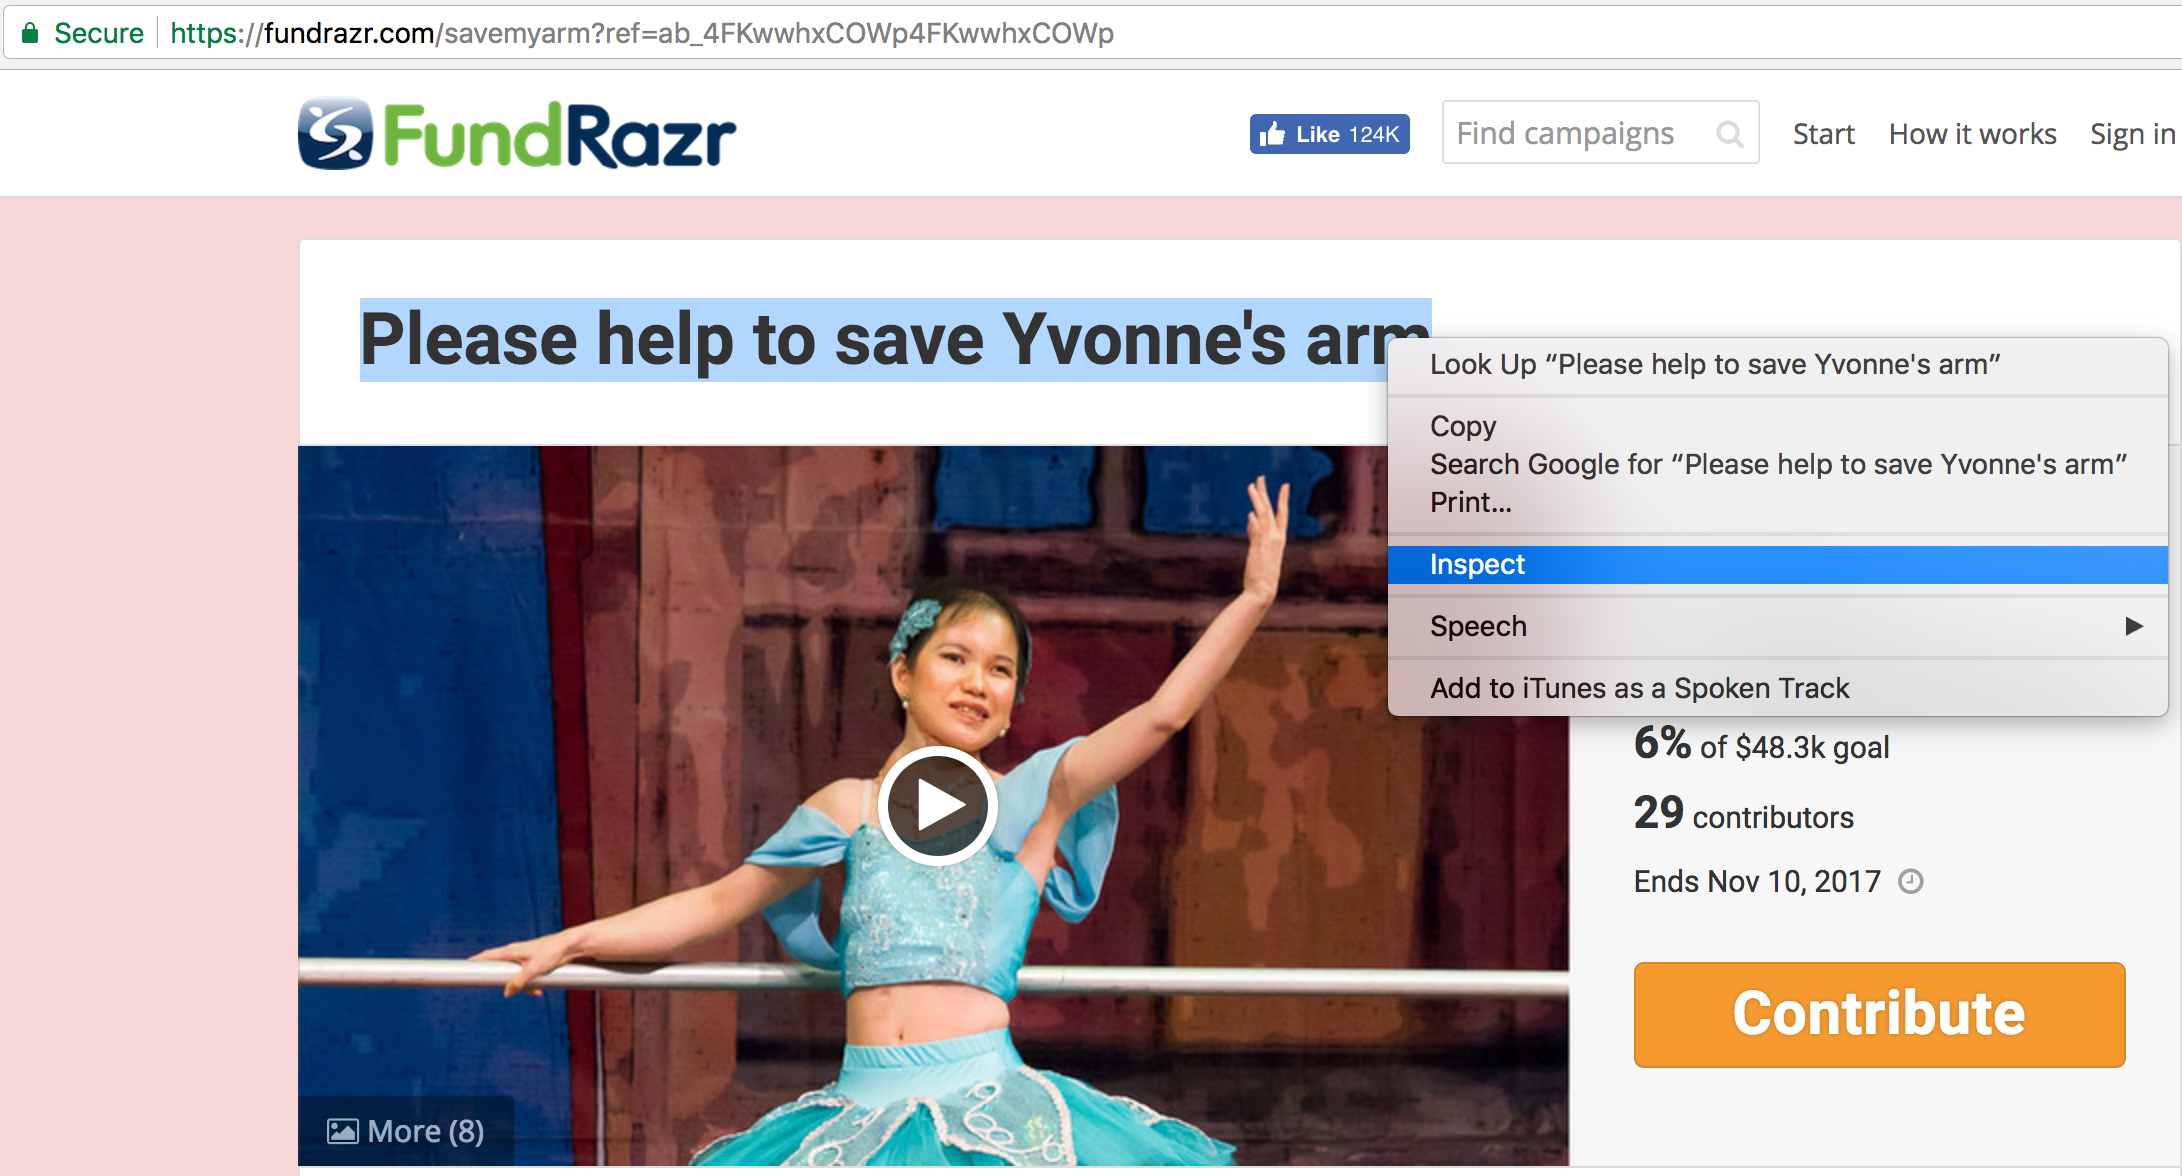 Secure https://fundrazr.com/savemyarm?ref=ab_4FKwwhxCOWp4FKwwhxCOWp
FundRazr Like 124K Find campaigns Start How it works Sign in
Please help to save Yvonne's arm
Look Up “Please help to save Yvonne's arm”
Copy
Search Google for “Please help to save Yvonne's arm”
Print...
Inspect
Speech
Add to iTunes as a Spoken Track
6% of $48.3k goal
29 contributors
Ends Nov 10, 2017
Contribute
More (8)